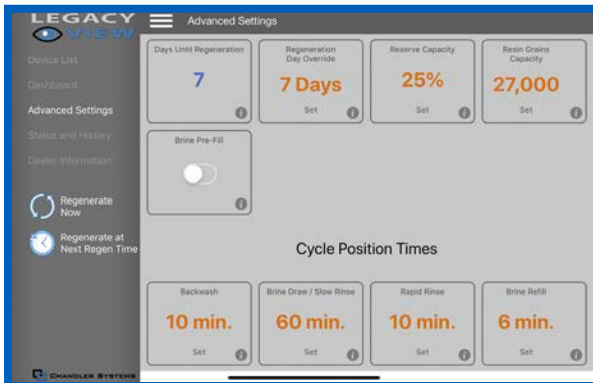 LEGACY
VIEW
Advanced Settings
Device List
Dashboard
Advanced Settings
Status and History
Dealer Information
Regenerate
Now
Regenerate at
Next Regen Time
CHANDLER SYSTEMS
Days Until Regeneration
7
Regeneration
Day Override
7 Days
Set
Reserve Capacity
25%
Set
Resin Grains
Capacity
27,000
Set
Brine Pre-Fill
Cycle Position Times
Backwash
10 min.
Set
Brine Draw / Slow Rinse
60 min.
Set
Rapid Rinse
10 min.
Set
Brine Refill
6 min.
Set